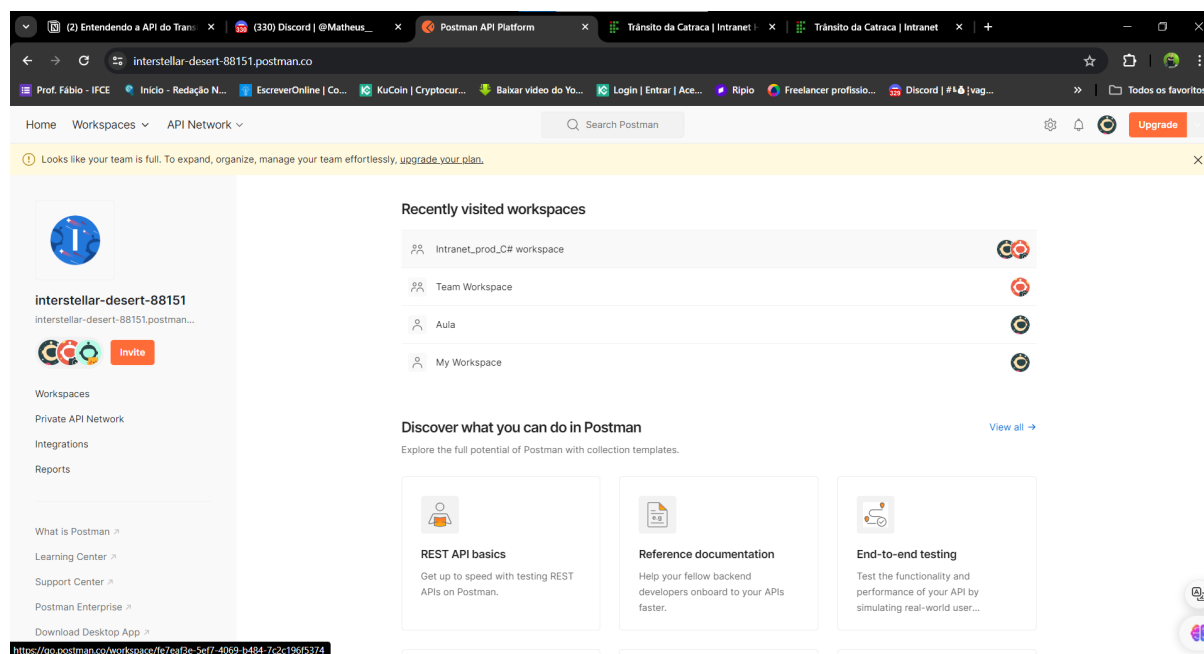 (2) Entendendo a API do Trans
(330) Discord | @Matheus_
Postman API Platform
Trânsito da Catraca | Intranet H
Trânsito da Catraca | Intranet
interstellar-desert-88151.postman.co
Prof. Fábio - IFCE
Início - Redação N...
EscreverOnline | Co...
KuCoin | Cryptocur...
Baixar video do Yo...
Login | Entrar | Ace...
Ripio
Freelancer profissio...
Todos os favoritos
Home
Workspaces
API Network
Search Postman
Upgrade
Looks like your team is full. To expand, organize, manage your team effortlessly, upgrade your plan.
interstellar-desert-88151
interstellar-desert-88151.postman...
Invite
Workspaces
Private API Network
Integrations
Reports
What is Postman
Learning Center
Support Center
Postman Enterprise
Download Desktop App
Recently visited workspaces
Intranet_prod_C# workspace
Team Workspace
Aula
My Workspace
Discover what you can do in Postman
View all →
Explore the full potential of Postman with collection templates.
REST API basics
Get up to speed with testing REST
APIs on Postman.
Reference documentation
Help your fellow backend
developers onboard to your APIs
faster.
End-to-end testing
Test the functionality and
performance of your API by
simulating real-world user...
https://go.postman.co/workspace/fe7eaf3e-5ef7-4069-b484-7c2c196f5374